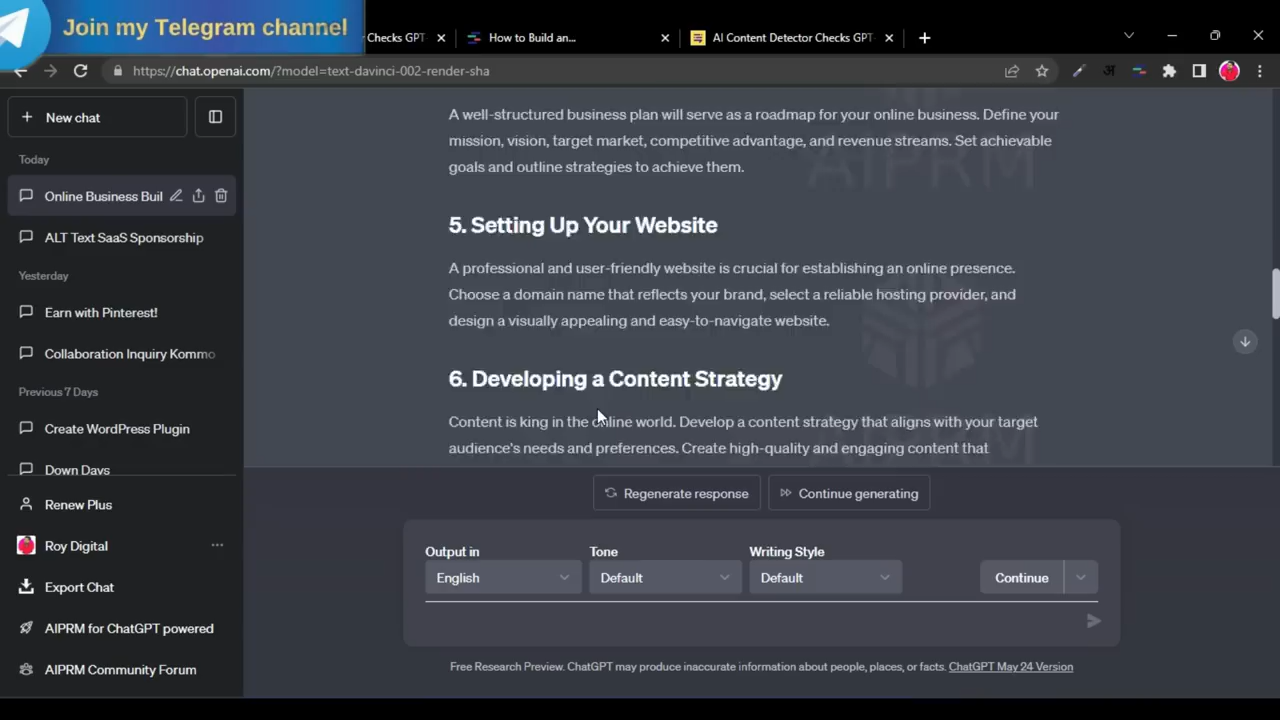 Join my Telegram channel
Checks GPT
How to Build an...
AI Content Detector Checks GPT
https://chat.openai.com/?model=text-davinci-002-render-sha
New chat
Today
Online Business Buil
ALT Text SaaS Sponsorship
Yesterday
Earn with Pinterest!
Collaboration Inquiry Kommo
Previous 7 Days
Create WordPress Plugin
Down Days
Renew Plus
Roy Digital
Export Chat
AIPRM for ChatGPT powered
AIPRM Community Forum
A well-structured business plan will serve as a roadmap for your online business. Define your
mission, vision, target market, competitive advantage, and revenue streams. Set achievable
goals and outline strategies to achieve them.
AIPRM
5. Setting Up Your Website
A professional and user-friendly website is crucial for establishing an online presence.
Choose a domain name that reflects your brand, select a reliable hosting provider, and
design a visually appealing and easy-to-navigate website.
6. Developing a Content Strategy
Content is king in the online world. Develop a content strategy that aligns with your target
audience's needs and preferences. Create high-quality and engaging content that
AIPRM
Regenerate response
Continue generating
Output in
Tone
Writing Style
English
Default
Default
Continue
Free Research Preview. ChatGPT may produce inaccurate information about people, places, or facts. ChatGPT May 24 Version